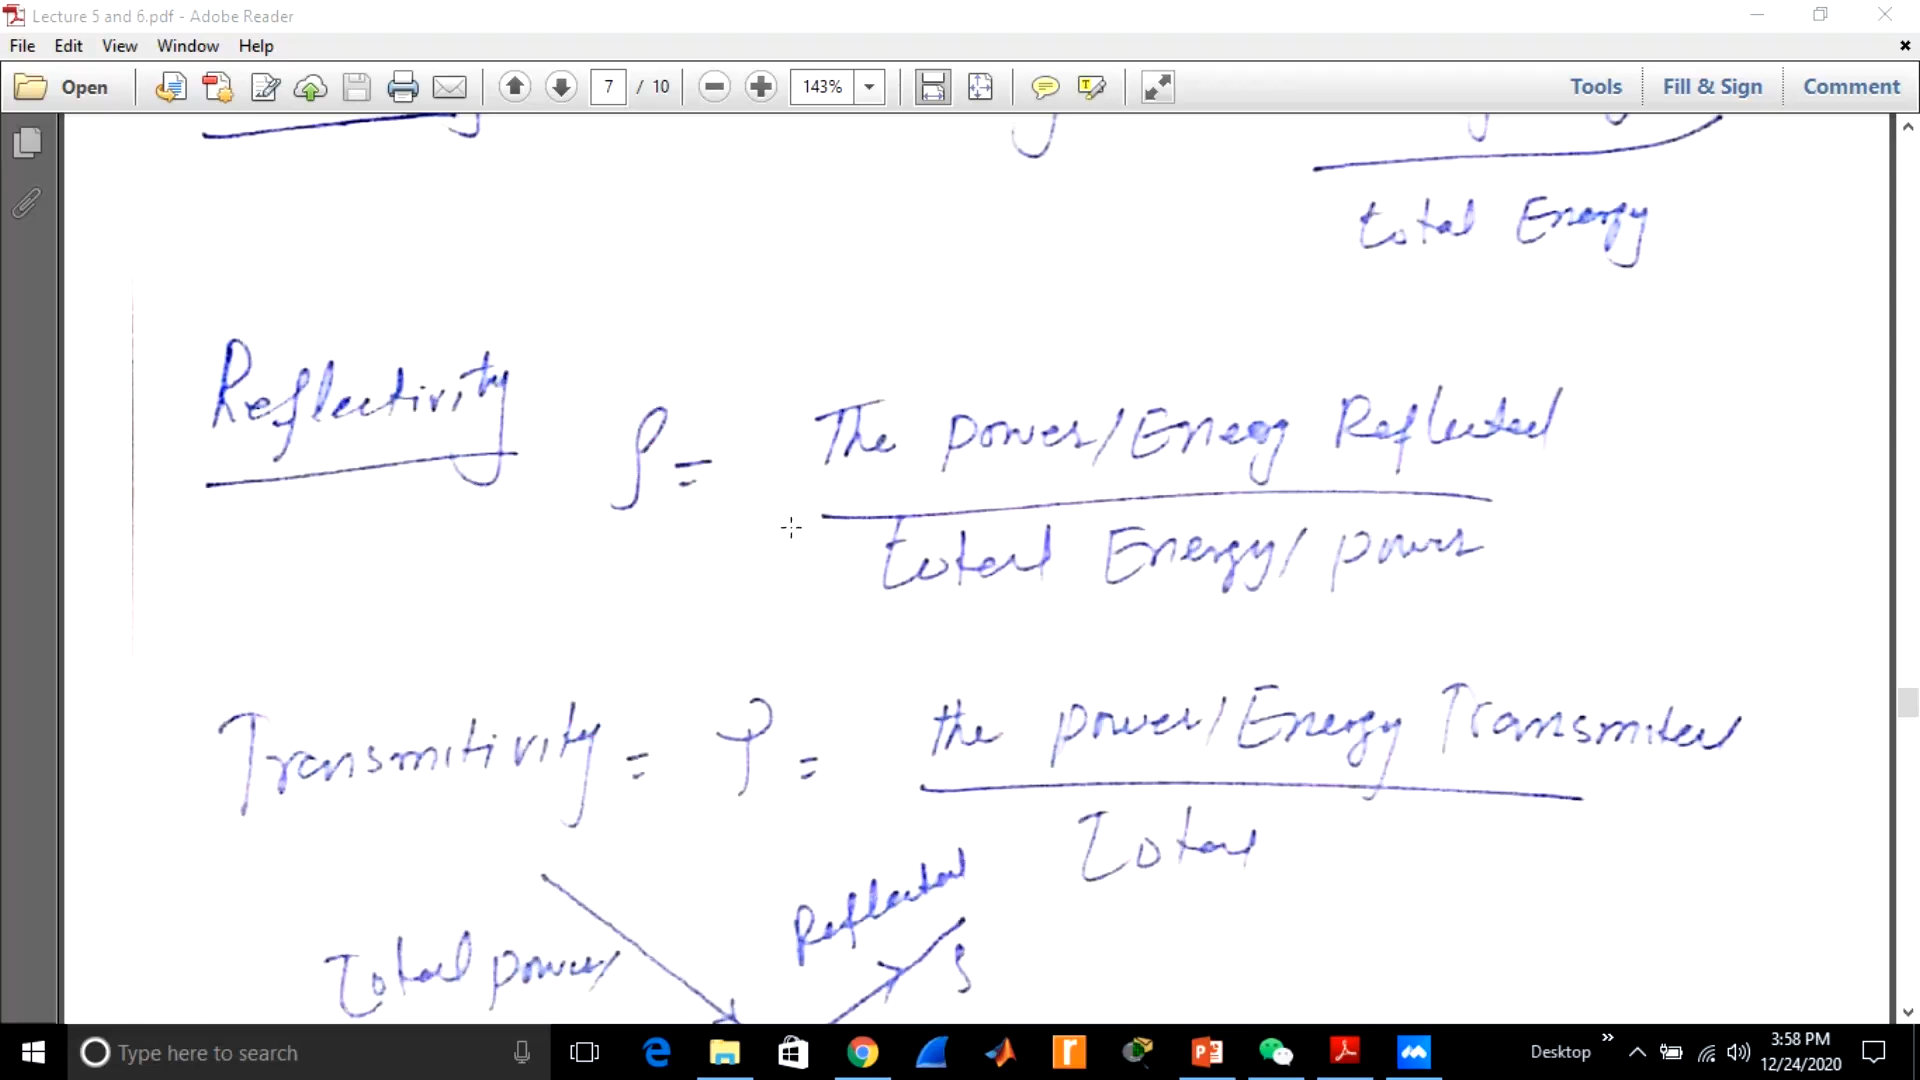 Lecture 5 and 6.pdf - Adobe Reader
File Edit View Window Help
Open 7 / 10 143% Tools Fill & Sign Comment
total Energy
Reflectivity ρ = The power/Energy Reflected
total Energy/power
Transmitivity = τ = the power/Energy Transmited
Total
Reflected
Total power ρ
Type here to search Desktop 3:58 PM
12/24/2020